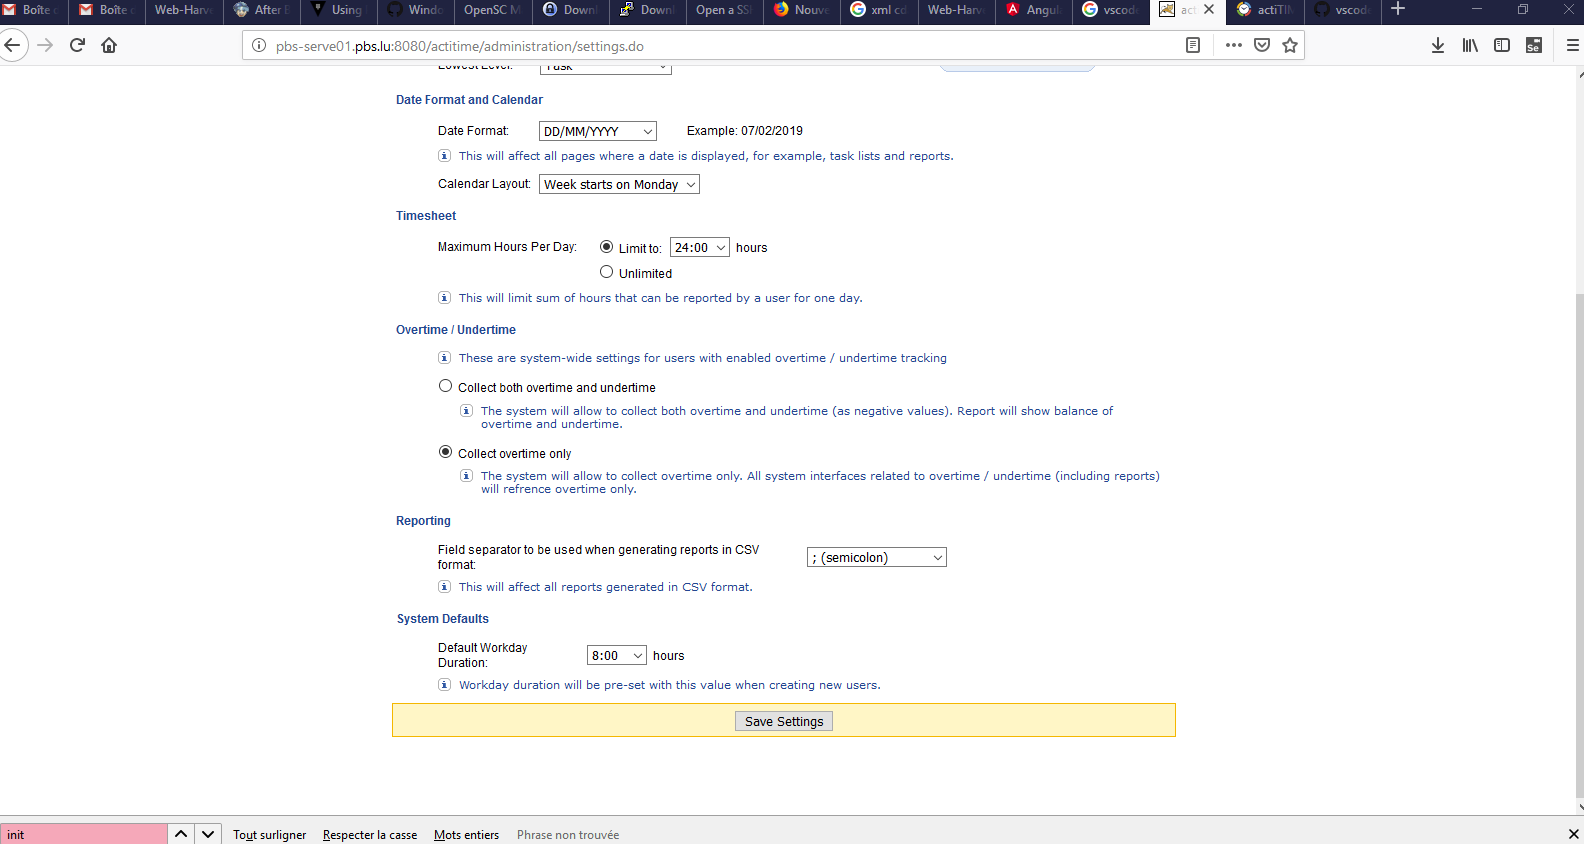 Boîte
Boîte
Web-Harv
After B
Using
Windo
OpenSC M
Down
Down
Open a SS
Nouve
xml cd
Web-Harv
Angul
vscod
ac
actiTI
vscod
pbs-serve01.pbs.lu:8080/actitime/administration/settings.do
Lowest Level: Task
Date Format and Calendar
Date Format: DD/MM/YYYY Example: 07/02/2019
This will affect all pages where a date is displayed, for example, task lists and reports.
Calendar Layout: Week starts on Monday
Timesheet
Maximum Hours Per Day: Limit to: 24:00 hours
Unlimited
This will limit sum of hours that can be reported by a user for one day.
Overtime / Undertime
These are system-wide settings for users with enabled overtime / undertime tracking
Collect both overtime and undertime
The system will allow to collect both overtime and undertime (as negative values). Report will show balance of
overtime and undertime.
Collect overtime only
The system will allow to collect overtime only. All system interfaces related to overtime / undertime (including reports)
will refrence overtime only.
Reporting
Field separator to be used when generating reports in CSV
format:
; (semicolon)
This will affect all reports generated in CSV format.
System Defaults
Default Workday
Duration:
8:00 hours
Workday duration will be pre-set with this value when creating new users.
Save Settings
init Tout surligner Respecter la casse Mots entiers Phrase non trouvée